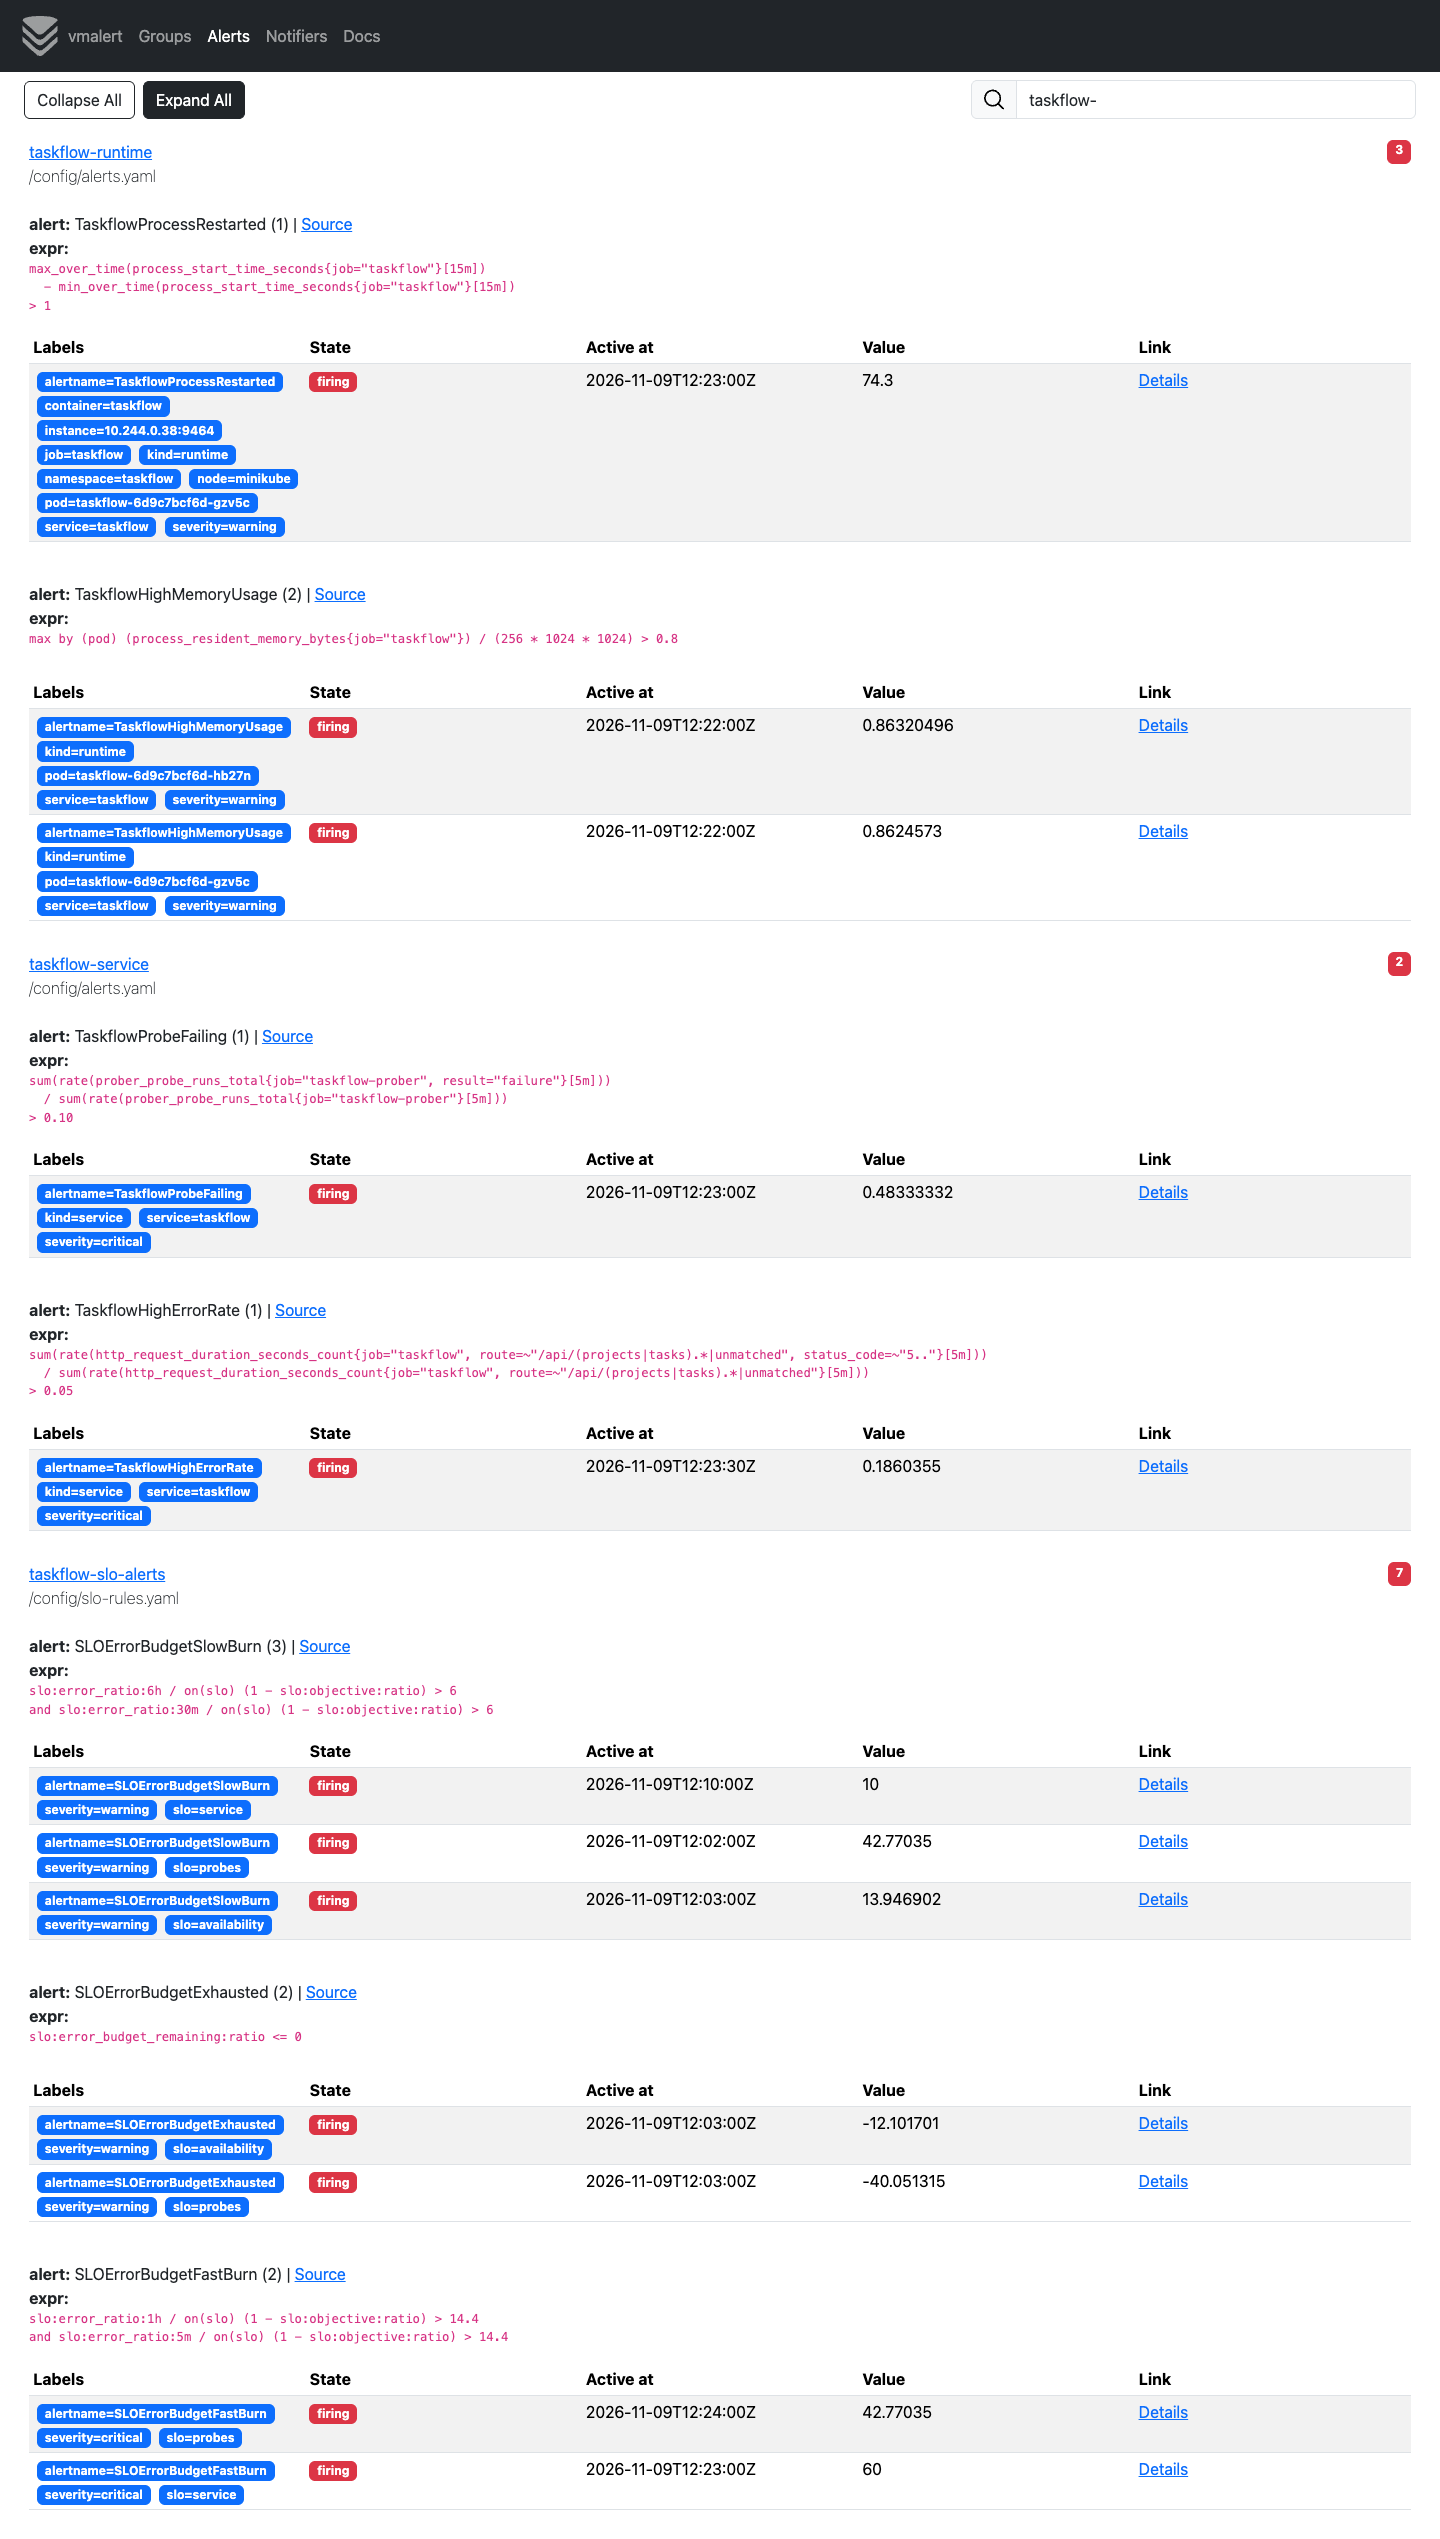 vmalert Groups Alerts Notifiers Docs
Collapse All Expand All taskflow-
taskflow-runtime 3
/config/alerts.yaml
alert: TaskflowProcessRestarted (1) | Source
expr:
max_over_time(process_start_time_seconds{job="taskflow"}[15m])
- min_over_time(process_start_time_seconds{job="taskflow"}[15m])
> 1
Labels State Active at Value Link
alertname=TaskflowProcessRestarted firing 2026-11-09T12:23:00Z 74.3 Details
container=taskflow
instance=10.244.0.38:9464
job=taskflow kind=runtime
namespace=taskflow node=minikube
pod=taskflow-6d9c7bcf6d-gzv5c
service=taskflow severity=warning
alert: TaskflowHighMemoryUsage (2) | Source
expr:
max by (pod) (process_resident_memory_bytes{job="taskflow"}) / (256 * 1024 * 1024) > 0.8
Labels State Active at Value Link
alertname=TaskflowHighMemoryUsage firing 2026-11-09T12:22:00Z 0.86320496 Details
kind=runtime
pod=taskflow-6d9c7bcf6d-hb27n
service=taskflow severity=warning
alertname=TaskflowHighMemoryUsage firing 2026-11-09T12:22:00Z 0.8624573 Details
kind=runtime
pod=taskflow-6d9c7bcf6d-gzv5c
service=taskflow severity=warning
taskflow-service 2
/config/alerts.yaml
alert: TaskflowProbeFailing (1) | Source
expr:
sum(rate(prober_probe_runs_total{job="taskflow-prober", result="failure"}[5m]))
/ sum(rate(prober_probe_runs_total{job="taskflow-prober"}[5m]))
> 0.10
Labels State Active at Value Link
alertname=TaskflowProbeFailing firing 2026-11-09T12:23:00Z 0.48333332 Details
kind=service service=taskflow
severity=critical
alert: TaskflowHighErrorRate (1) | Source
expr:
sum(rate(http_request_duration_seconds_count{job="taskflow", route=~"/api/(projects|tasks).*|unmatched", status_code=~"5.."}[5m]))
/ sum(rate(http_request_duration_seconds_count{job="taskflow", route=~"/api/(projects|tasks).*|unmatched"}[5m]))
> 0.05
Labels State Active at Value Link
alertname=TaskflowHighErrorRate firing 2026-11-09T12:23:30Z 0.1860355 Details
kind=service service=taskflow
severity=critical
taskflow-slo-alerts 7
/config/slo-rules.yaml
alert: SLOErrorBudgetSlowBurn (3) | Source
expr:
slo:error_ratio:6h / on(slo) (1 - slo:objective:ratio) > 6
and slo:error_ratio:30m / on(slo) (1 - slo:objective:ratio) > 6
Labels State Active at Value Link
alertname=SLOErrorBudgetSlowBurn firing 2026-11-09T12:10:00Z 10 Details
severity=warning slo=service
alertname=SLOErrorBudgetSlowBurn firing 2026-11-09T12:02:00Z 42.77035 Details
severity=warning slo=probes
alertname=SLOErrorBudgetSlowBurn firing 2026-11-09T12:03:00Z 13.946902 Details
severity=warning slo=availability
alert: SLOErrorBudgetExhausted (2) | Source
expr:
slo:error_budget_remaining:ratio <= 0
Labels State Active at Value Link
alertname=SLOErrorBudgetExhausted firing 2026-11-09T12:03:00Z -12.101701 Details
severity=warning slo=availability
alertname=SLOErrorBudgetExhausted firing 2026-11-09T12:03:00Z -40.051315 Details
severity=warning slo=probes
alert: SLOErrorBudgetFastBurn (2) | Source
expr:
slo:error_ratio:1h / on(slo) (1 - slo:objective:ratio) > 14.4
and slo:error_ratio:5m / on(slo) (1 - slo:objective:ratio) > 14.4
Labels State Active at Value Link
alertname=SLOErrorBudgetFastBurn firing 2026-11-09T12:24:00Z 42.77035 Details
severity=critical slo=probes
alertname=SLOErrorBudgetFastBurn firing 2026-11-09T12:23:00Z 60 Details
severity=critical slo=service